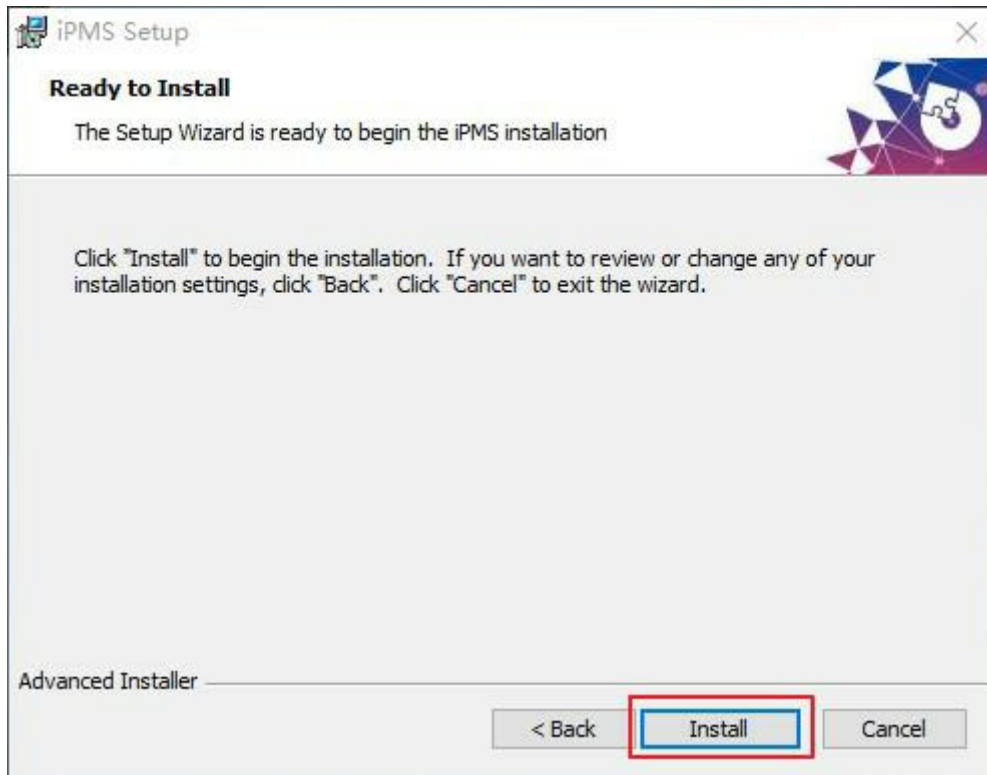 iPMS Setup
Ready to Install
The Setup Wizard is ready to begin the iPMS installation
Click "Install" to begin the installation.  If you want to review or change any of your
installation settings, click "Back".  Click "Cancel" to exit the wizard.
Advanced Installer
< Back
Install
Cancel